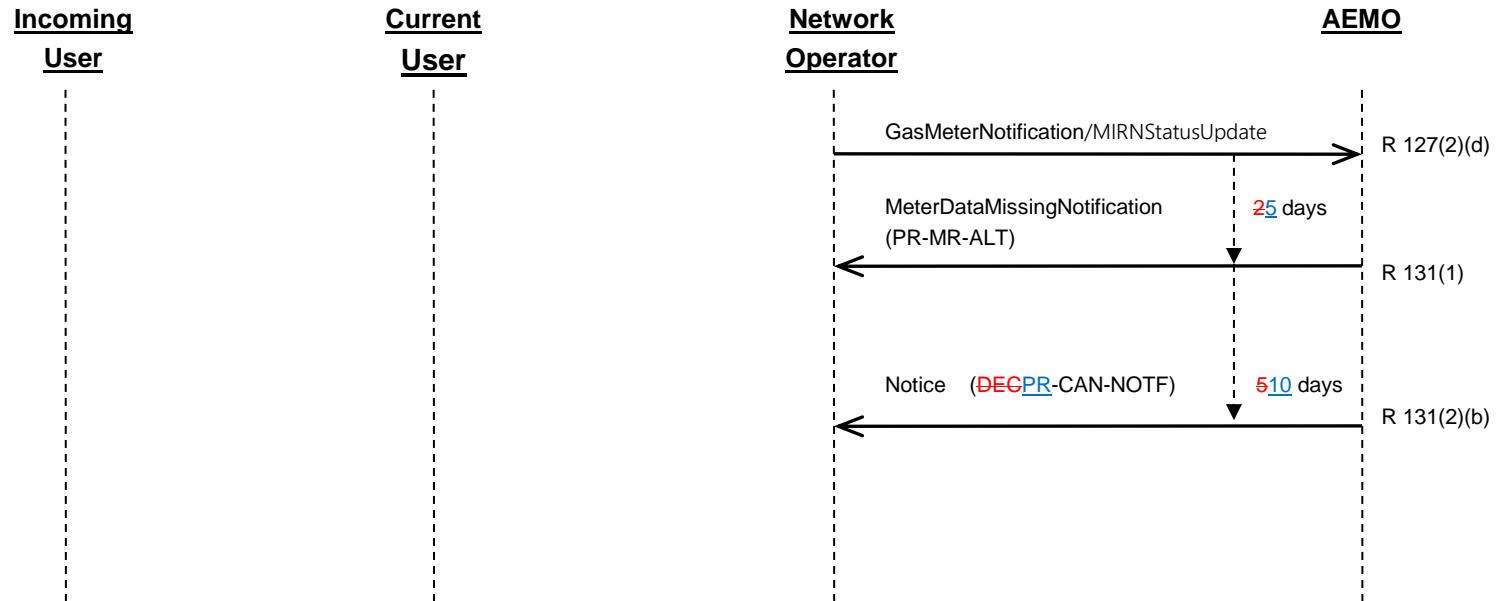 Incoming
User
Current
User
Network
Operator
AEMO
GasMeterNotification/MIRNStatusUpdate
R 127(2)(d)
MeterDataMissingNotification
(PR-MR-ALT)
25 days
R 131(1)
Notice (DECPR-CAN-NOTF)
510 days
R 131(2)(b)